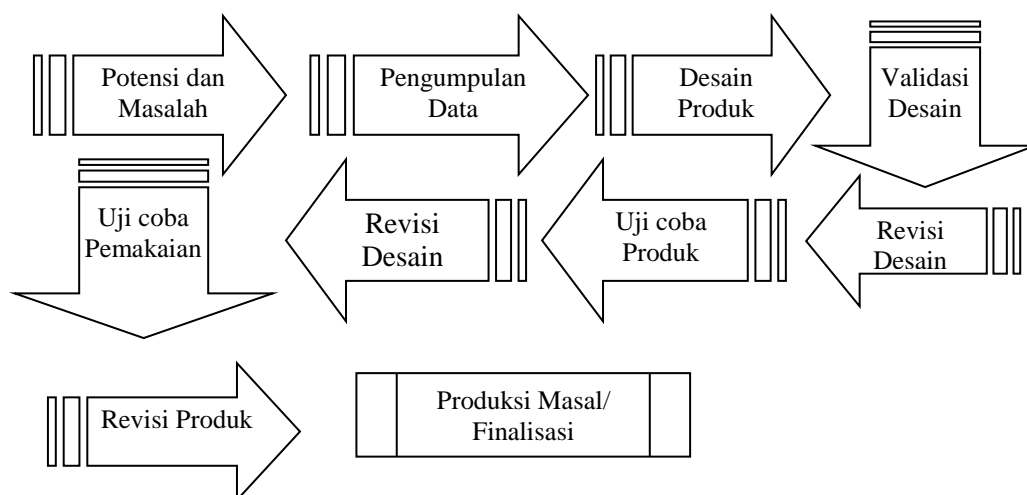 Potensi dan
Masalah
Pengumpulan
Data
Desain
Produk
Validasi
Desain
Revisi
Desain
Uji coba
Produk
Revisi
Desain
Uji coba
Pemakaian
Revisi Produk
Produksi Masal/
Finalisasi